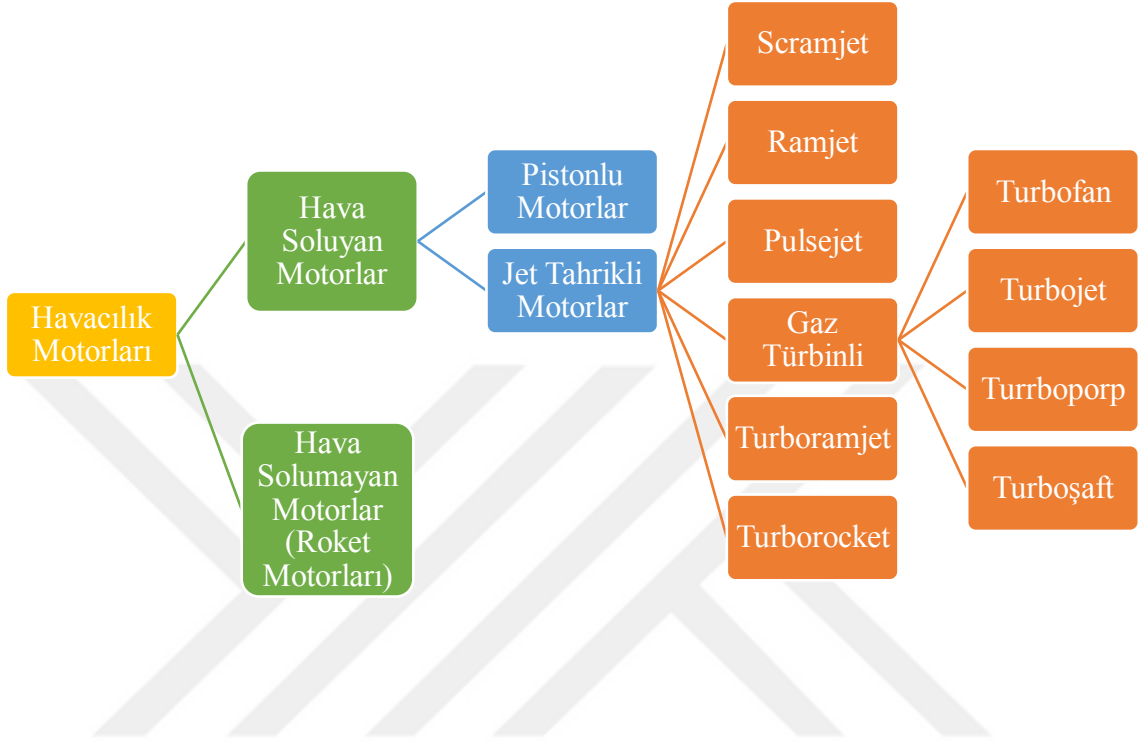 Havacılık
Motorları
Hava
Soluyan
Motorlar
Hava
Solumayan
Motorlar
(Roket
Motorları)
Pistonlu
Motorlar
Jet Tahrikli
Motorlar
Scramjet
Ramjet
Pulsejet
Gaz
Türbinli
Turboramjet
Turborocket
Turbofan
Turbojet
Turrboporp
Turboşaft